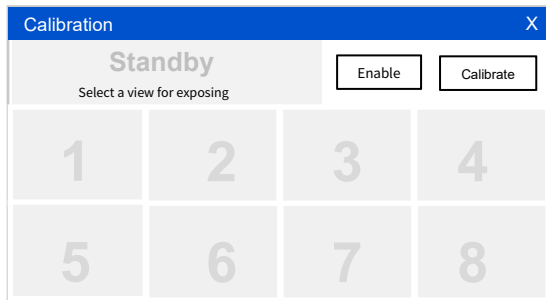 Calibration X
Standby
Select a view for exposing
Enable Calibrate
1 2 3 4
5 6 7 8